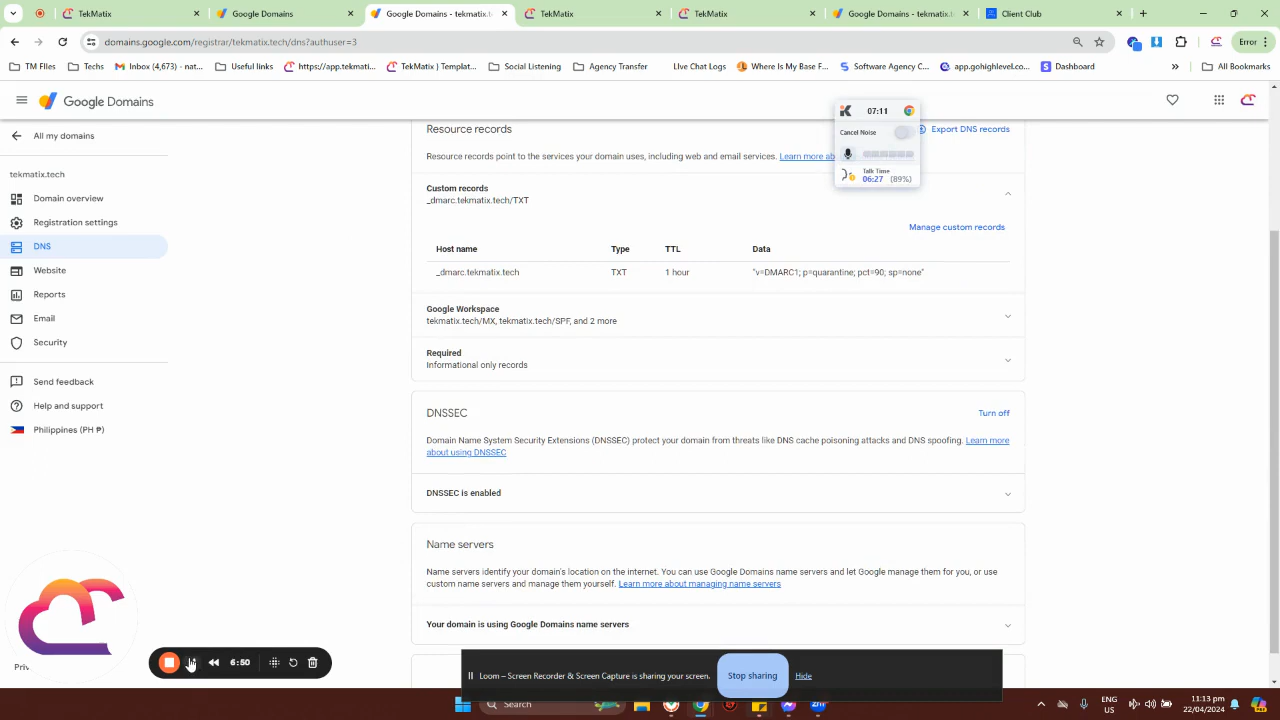 TekMatix
Google Domains
Google Domains - tekmatix.t
TekMatix
TekMatix
Google Domains - tekmatix.t
Client Club
domains.google.com/registrar/tekmatix.tech/dns?authuser=3
Error
TM Files
Techs
Inbox (4,673) - nat...
Useful links
https://app.tekmati...
TekMatix | Templat...
Social Listening
Agency Transfer
Live Chat Logs
Where Is My Base F...
Software Agency C...
app.gohighlevel.co...
Dashboard
All Bookmarks
Google Domains
07:11
Cancel Noise
Talk Time
06:27 (89%)
All my domains
tekmatix.tech
Domain overview
Registration settings
DNS
Website
Reports
Email
Security
Send feedback
Help and support
Philippines (PH ₱)
Resource records
Export DNS records
Resource records point to the services your domain uses, including web and email services. Learn more ab
Custom records
_dmarc.tekmatix.tech/TXT
Manage custom records
Host name Type TTL Data
_dmarc.tekmatix.tech TXT 1 hour "v=DMARC1; p=quarantine; pct=90; sp=none"
Google Workspace
tekmatix.tech/MX, tekmatix.tech/SPF, and 2 more
Required
Informational only records
DNSSEC
Turn off
Domain Name System Security Extensions (DNSSEC) protect your domain from threats like DNS cache poisoning attacks and DNS spoofing. Learn more
about using DNSSEC
DNSSEC is enabled
Name servers
Name servers identify your domain's location on the internet. You can use Google Domains name servers and let Google manage them for you, or use
custom name servers and manage them yourself. Learn more about managing name servers
Your domain is using Google Domains name servers
Priv
6:50
Loom – Screen Recorder & Screen Capture is sharing your screen.
Stop sharing
Hide
Search
ENG
US
11:13 pm
22/04/2024